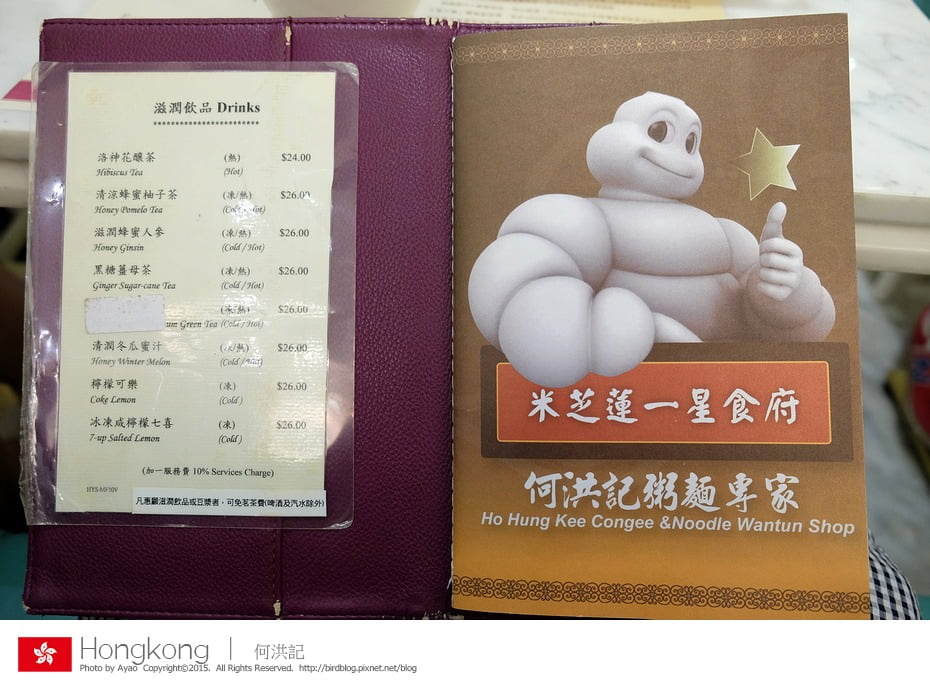 滋潤飲品 Drinks
************************
洛神花釀茶 (熱) $24.00
Hibiscus Tea (Hot)
清涼蜂蜜柚子茶 (凍/熱) $26.00
Honey Pomelo Tea (Cold / Hot)
滋潤蜂蜜人參 (凍/熱) $26.00
Honey Ginsin (Cold / Hot)
黑糖薑母茶 (凍/熱) $26.00
Ginger Sugar-cane Tea (Cold / Hot)
(凍/熱) $26.00
um Green Tea (Cold / Hot)
清潤冬瓜蜜汁 (凍/熱) $26.00
Honey Winter Melon (Cold / Hot)
檸檬可樂 (凍) $26.00
Coke Lemon (Cold)
冰凍咸檸檬七喜 (凍) $26.00
7-up Salted Lemon (Cold)
(加一服務費 10% Services Charge)
凡惠顧滋潤飲品或豆漿者，可免茗茶費(啤酒及汽水除外)
米芝蓮一星食府
何洪記粥麵專家
Ho Hung Kee Congee &Noodle Wantun Shop
Hongkong | 何洪記
Photo by Ayao Copyright©2015. All Rights Reserved. http://birdblog.pixnet.net/blog